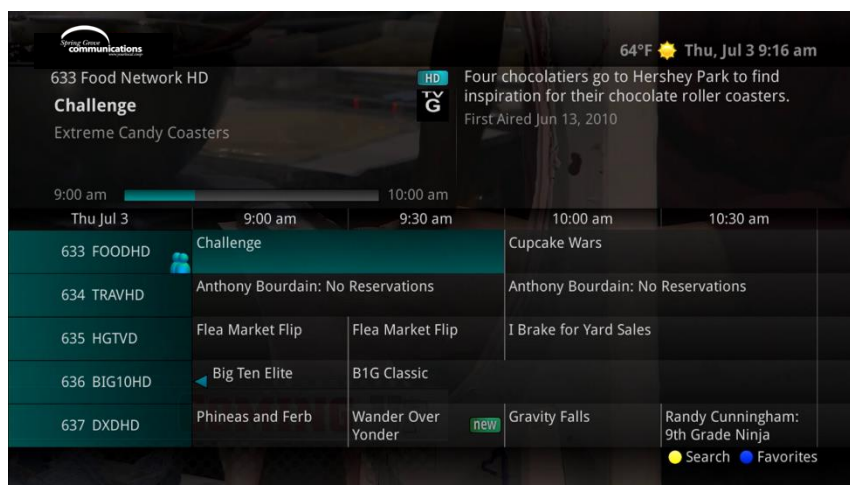 Spring Grove
communications
64°F Thu, Jul 3 9:16 am
633 Food Network HD
HD
Challenge
TV
G
Extreme Candy Coasters
Four chocolatiers go to Hershey Park to find
inspiration for their chocolate roller coasters.
First Aired Jun 13, 2010
9:00 am 10:00 am
Thu Jul 3 9:00 am 9:30 am 10:00 am 10:30 am
633 FOODHD Challenge Cupcake Wars
634 TRAVHD Anthony Bourdain: No Reservations Anthony Bourdain: No Reservations
635 HGTVD Flea Market Flip Flea Market Flip I Brake for Yard Sales
636 BIG10HD Big Ten Elite B1G Classic
637 DXDHD Phineas and Ferb Wander Over Yonder new Gravity Falls Randy Cunningham: 9th Grade Ninja
Search Favorites